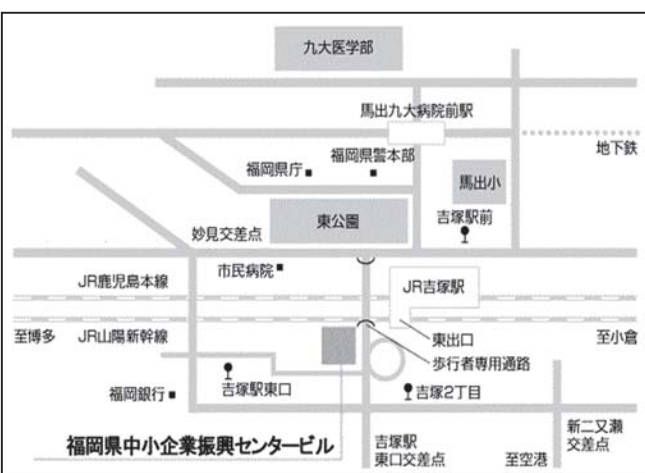 九大医学部
馬出九大病院前駅
地下鉄
福岡県庁
福岡県警本部
馬出小
東公園
吉塚駅前
妙見交差点
市民病院
JR鹿児島本線
JR吉塚駅
至博多
JR山陽新幹線
東出口
至小倉
歩行者専用通路
福岡銀行
吉塚駅東口
吉塚2丁目
福岡県中小企業振興センタービル
吉塚駅
東口交差点
至空港
新二又瀬
交差点